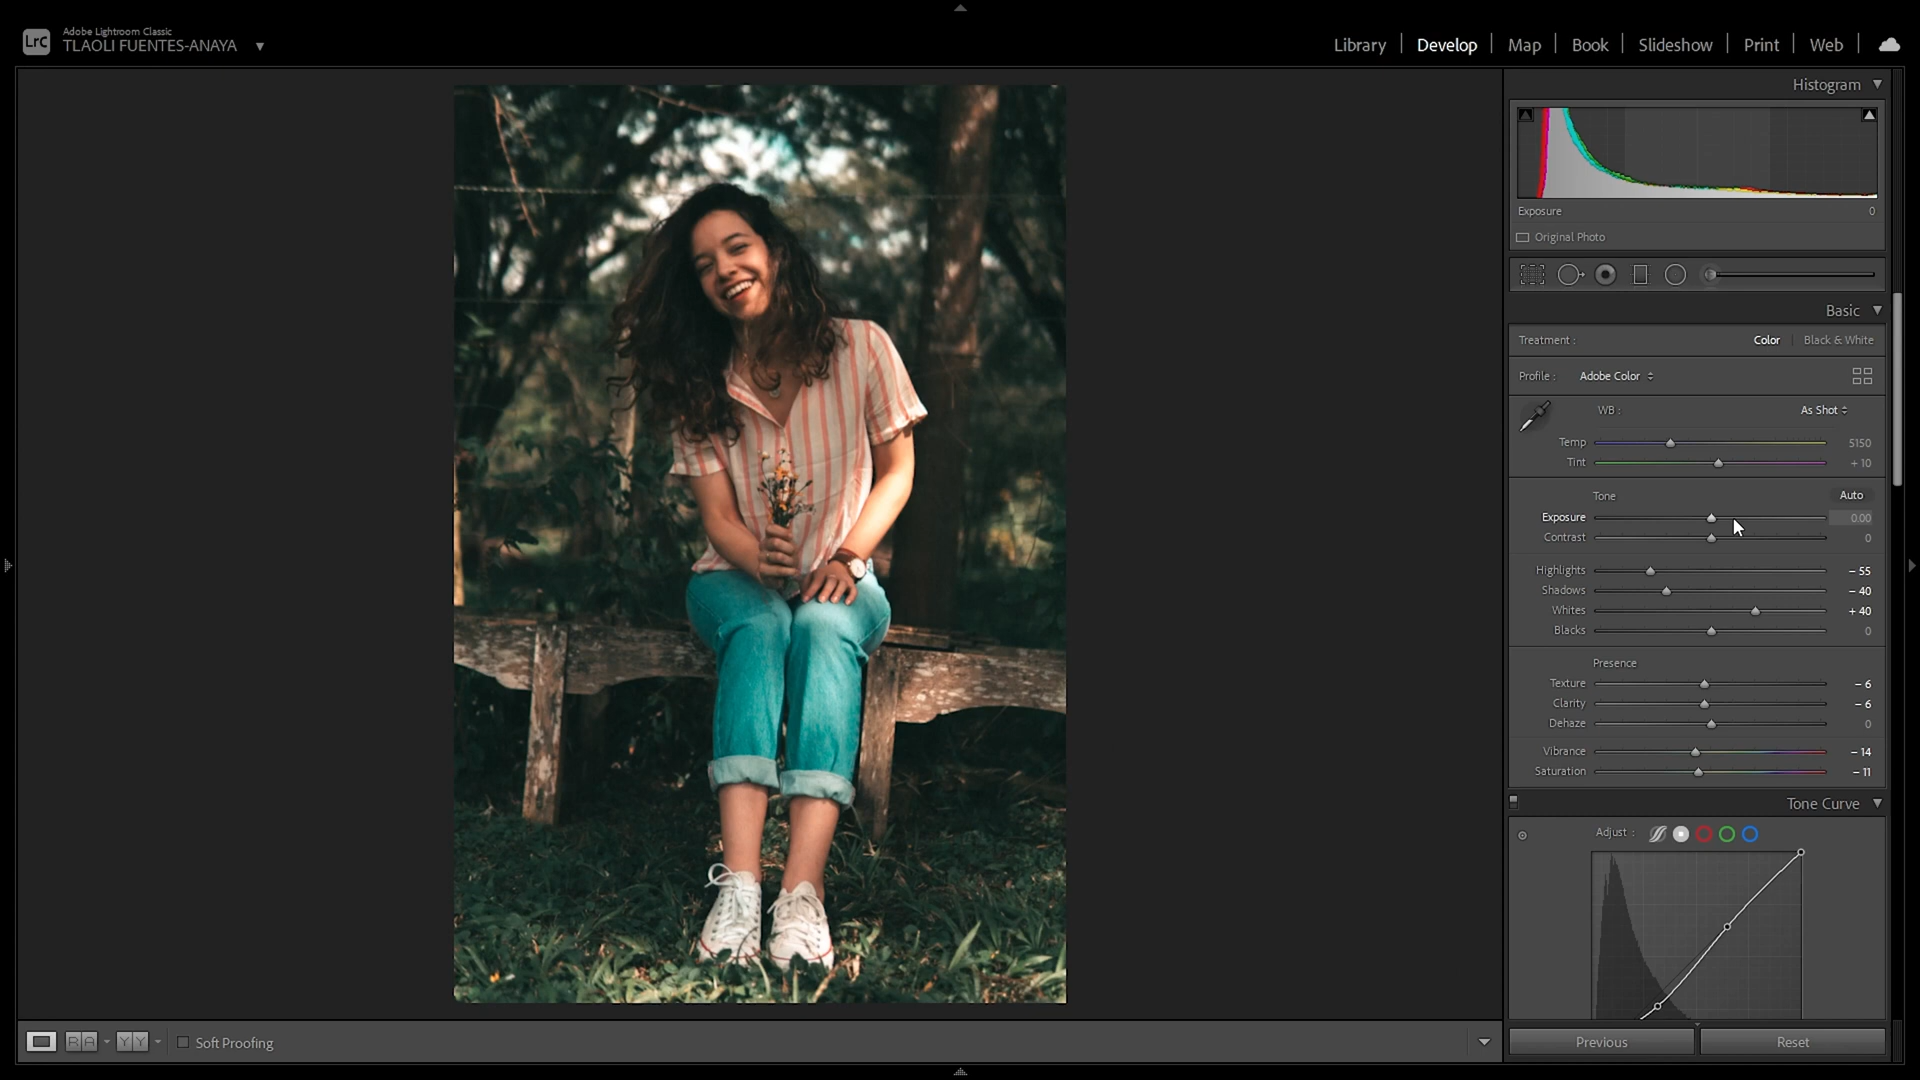 Adobe Lightroom Classic
TLAOLI FUENTES-ANAYA
Library | Develop | Map | Book | Slideshow | Print | Web
Histogram
Exposure 0
Original Photo
Basic
Treatment : Color | Black & White
Profile : Adobe Color
WB : As Shot
Temp 5150
Tint + 10
Tone Auto
Exposure 0.00
Contrast 0
Highlights − 55
Shadows − 40
Whites + 40
Blacks 0
Presence
Texture − 6
Clarity − 6
Dehaze 0
Vibrance − 14
Saturation − 11
Tone Curve
Adjust :
R A Y Y Soft Proofing
Previous Reset
LrC